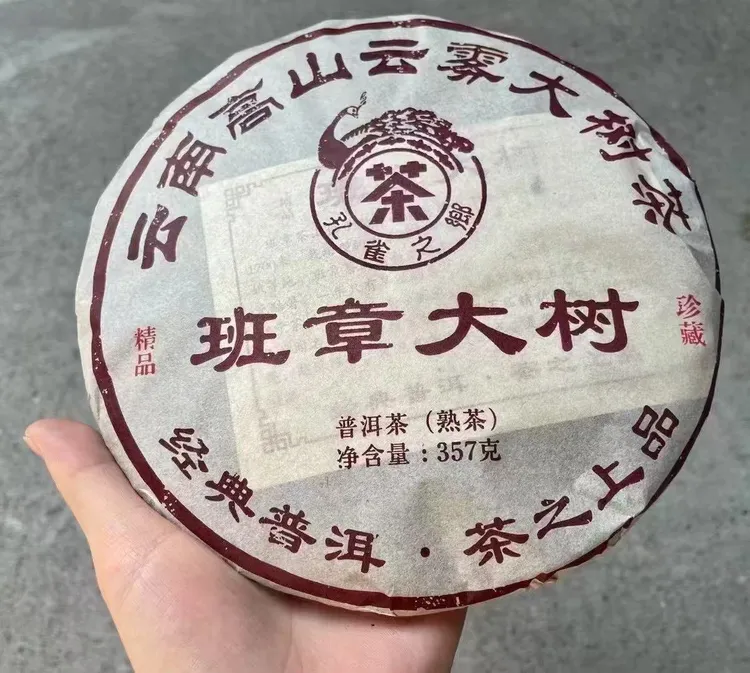 云南高山云雾大树茶
茶
孔雀之鄉
班章大树
精品
珍藏
普洱茶（熟茶）
净含量：357克
经典普洱·茶之上品